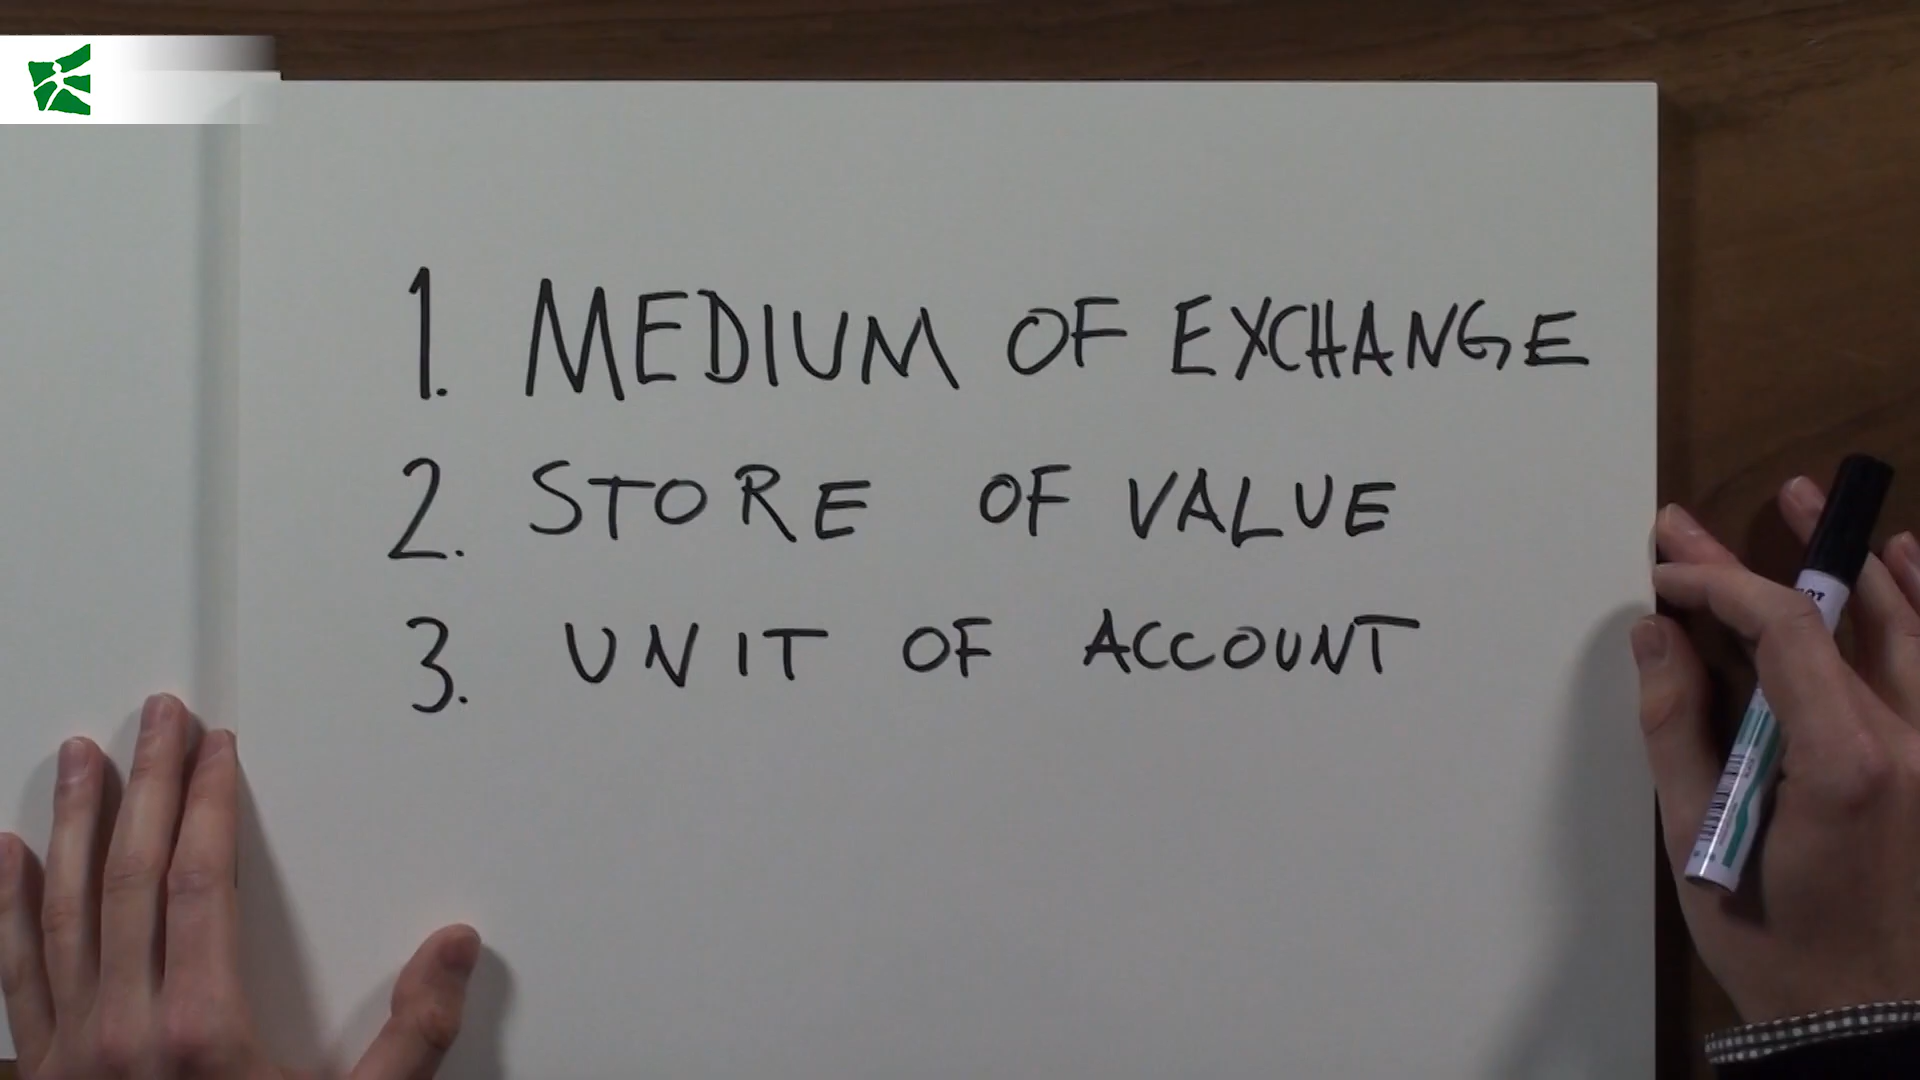 1. MEDIUM OF EXCHANGE
2. STORE OF VALUE
3. UNIT OF ACCOUNT